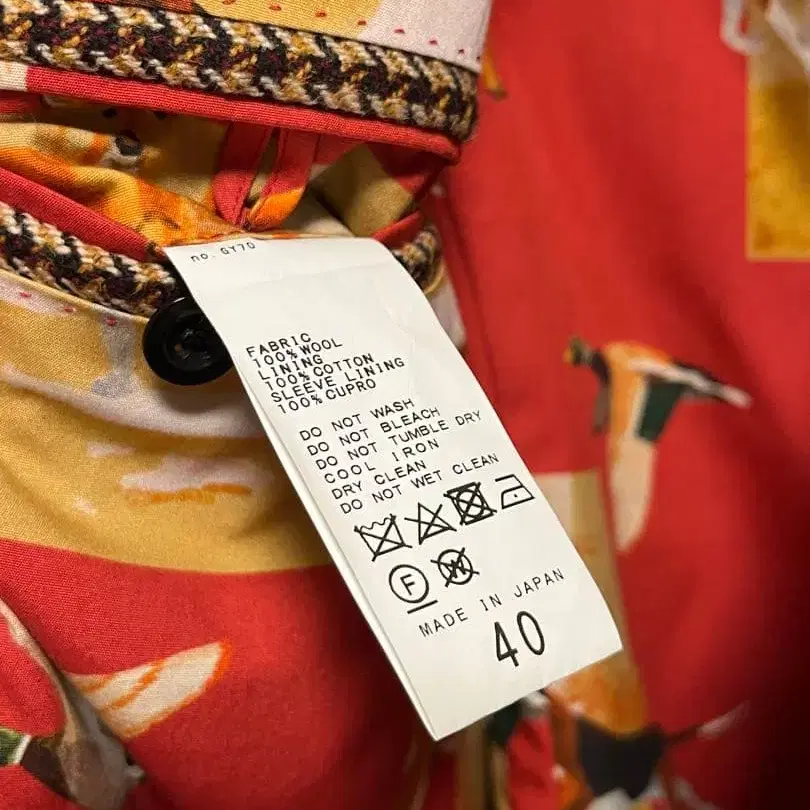 no. GY70
FABRIC
100%WOOL
LINING
100%COTTON
SLEEVE LINING
100%CUPRO
DO NOT WASH
DO NOT BLEACH
DO NOT TUMBLE DRY
COOL IRON
DRY CLEAN
DO NOT WET CLEAN
F
W
MADE IN JAPAN
40